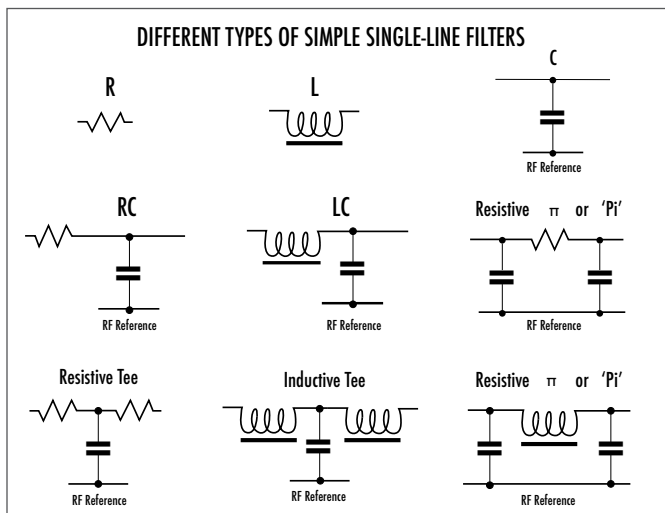 DIFFERENT TYPES OF SIMPLE SINGLE-LINE FILTERS
R
L
C
RF Reference
RC
RF Reference
LC
RF Reference
Resistive π or 'Pi'
RF Reference
Resistive Tee
RF Reference
Inductive Tee
RF Reference
Resistive π or 'Pi'
RF Reference